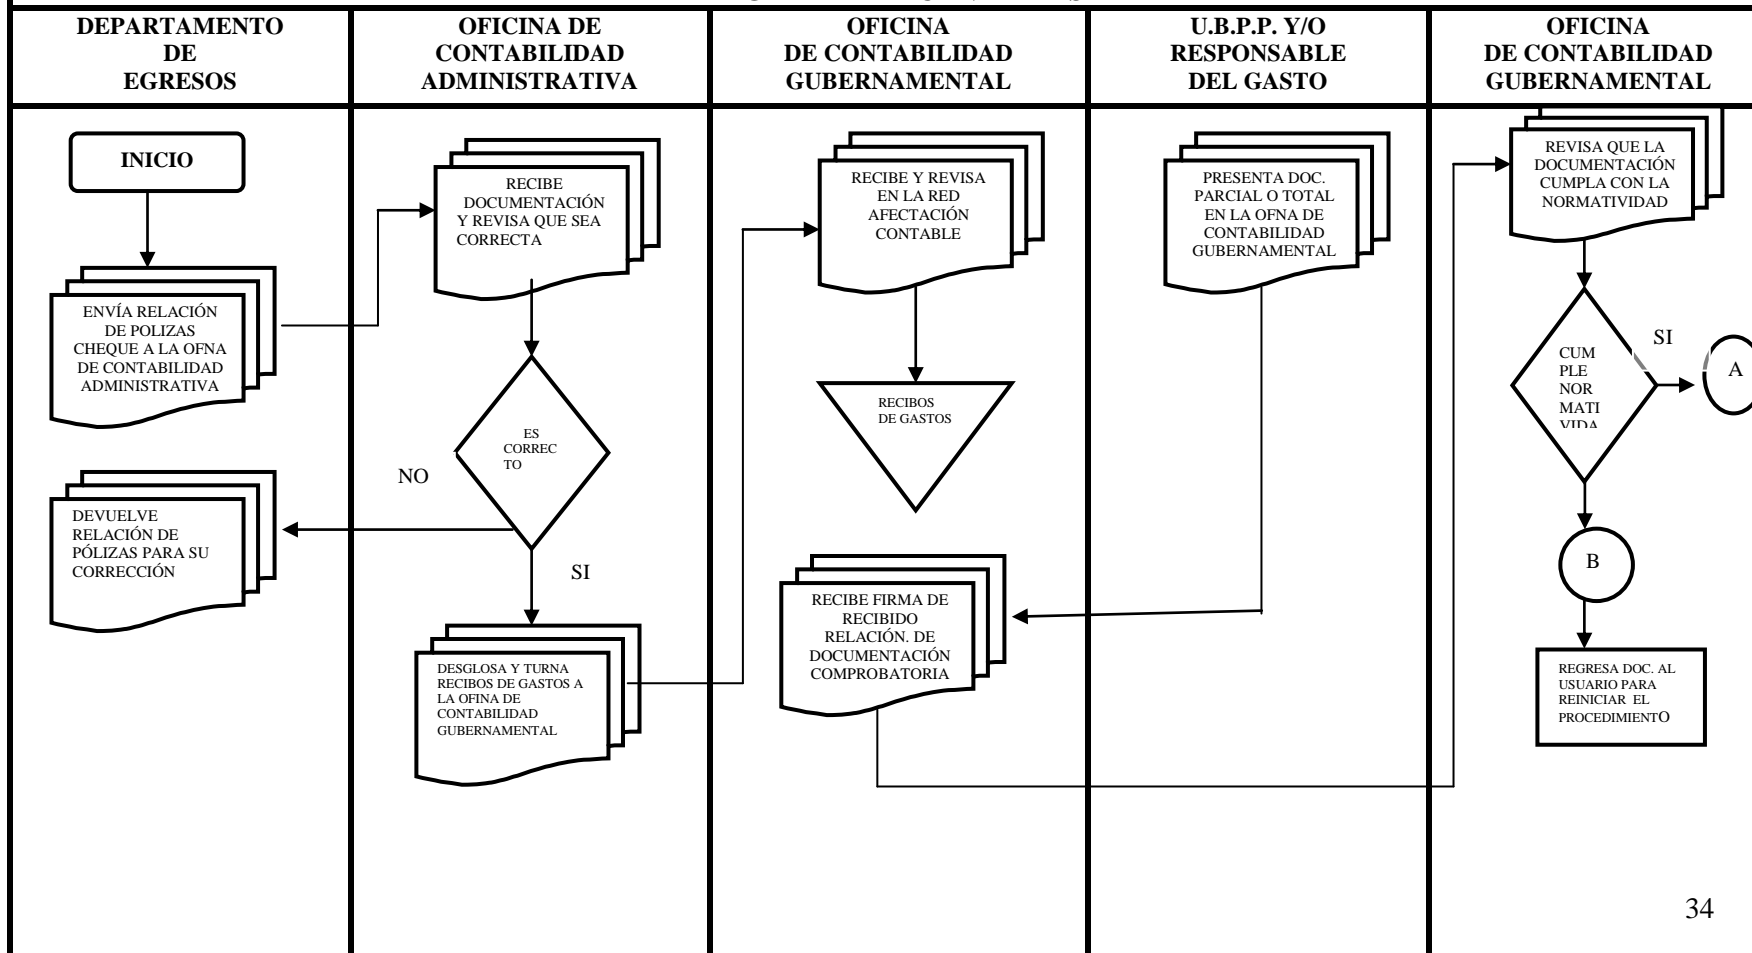 DEPARTAMENTO
DE
EGRESOS
OFICINA DE
CONTABILIDAD
ADMINISTRATIVA
OFICINA
DE CONTABILIDAD
GUBERNAMENTAL
U.B.P.P. Y/O
RESPONSABLE
DEL GASTO
OFICINA
DE CONTABILIDAD
GUBERNAMENTAL
INICIO
ENVÍA RELACIÓN
DE POLIZAS
CHEQUE A LA OFNA
DE CONTABILIDAD
ADMINISTRATIVA
DEVUELVE
RELACIÓN DE
PÓLIZAS PARA SU
CORRECCIÓN
RECIBE
DOCUMENTACIÓN
Y REVISA QUE SEA
CORRECTA
ES
CORREC
TO
NO
SI
DESGLOSA Y TURNA
RECIBOS DE GASTOS A
LA OFINA DE
CONTABILIDAD
GUBERNAMENTAL
RECIBE Y REVISA
EN LA RED
AFECTACIÓN
CONTABLE
RECIBOS
DE GASTOS
RECIBE FIRMA DE
RECIBIDO
RELACIÓN. DE
DOCUMENTACIÓN
COMPROBATORIA
PRESENTA DOC.
PARCIAL O TOTAL
EN LA OFNA DE
CONTABILIDAD
GUBERNAMENTAL
REVISA QUE LA
DOCUMENTACIÓN
CUMPLA CON LA
NORMATIVIDAD
CUM
PLE
NOR
MATI
VIDA
SI
A
B
REGRESA DOC. AL
USUARIO PARA
REINICIAR EL
PROCEDIMIENTO
34